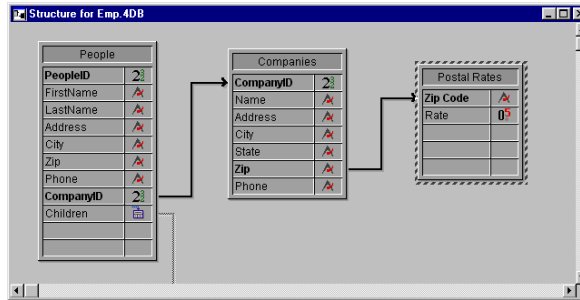 Structure for Emp.4DB
People
PeopleID
FirstName
LastName
Address
City
Zip
Phone
CompanyID
Children
Companies
CompanyID
Name
Address
City
State
Zip
Phone
Postal Rates
Zip Code
Rate